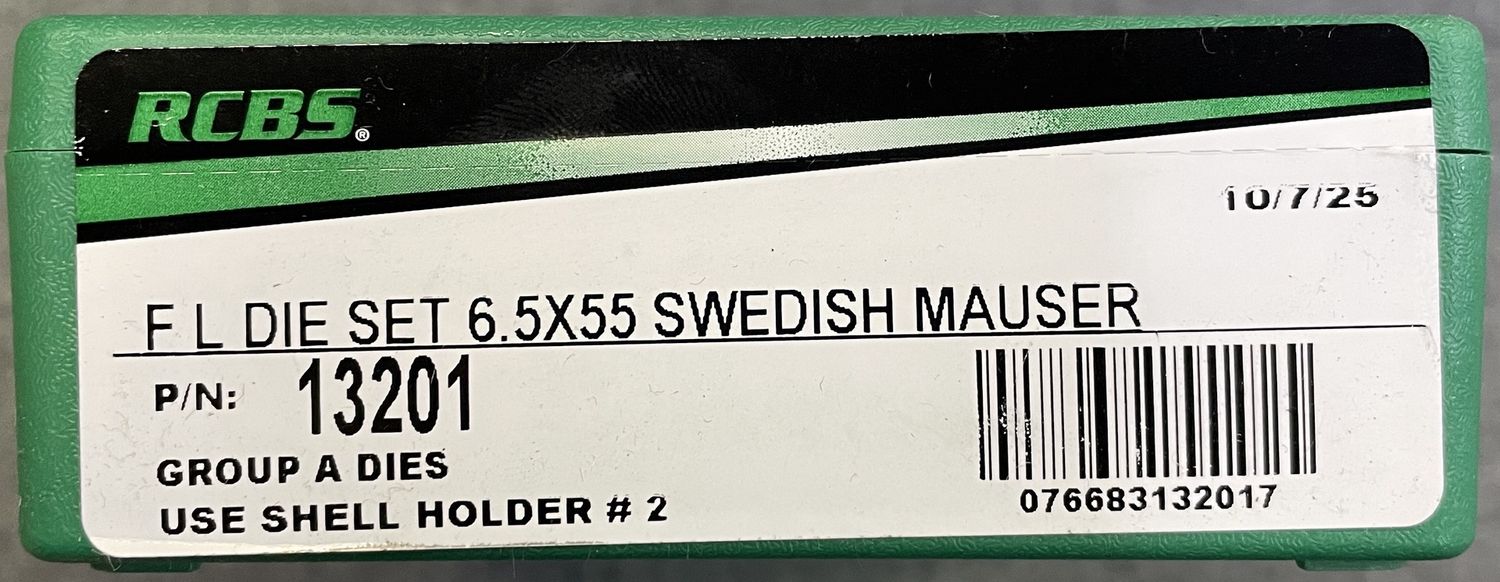 RCBS®
10/7/25
F L DIE SET 6.5X55 SWEDISH MAUSER
P/N: 13201
GROUP A DIES
USE SHELL HOLDER # 2
076683132017